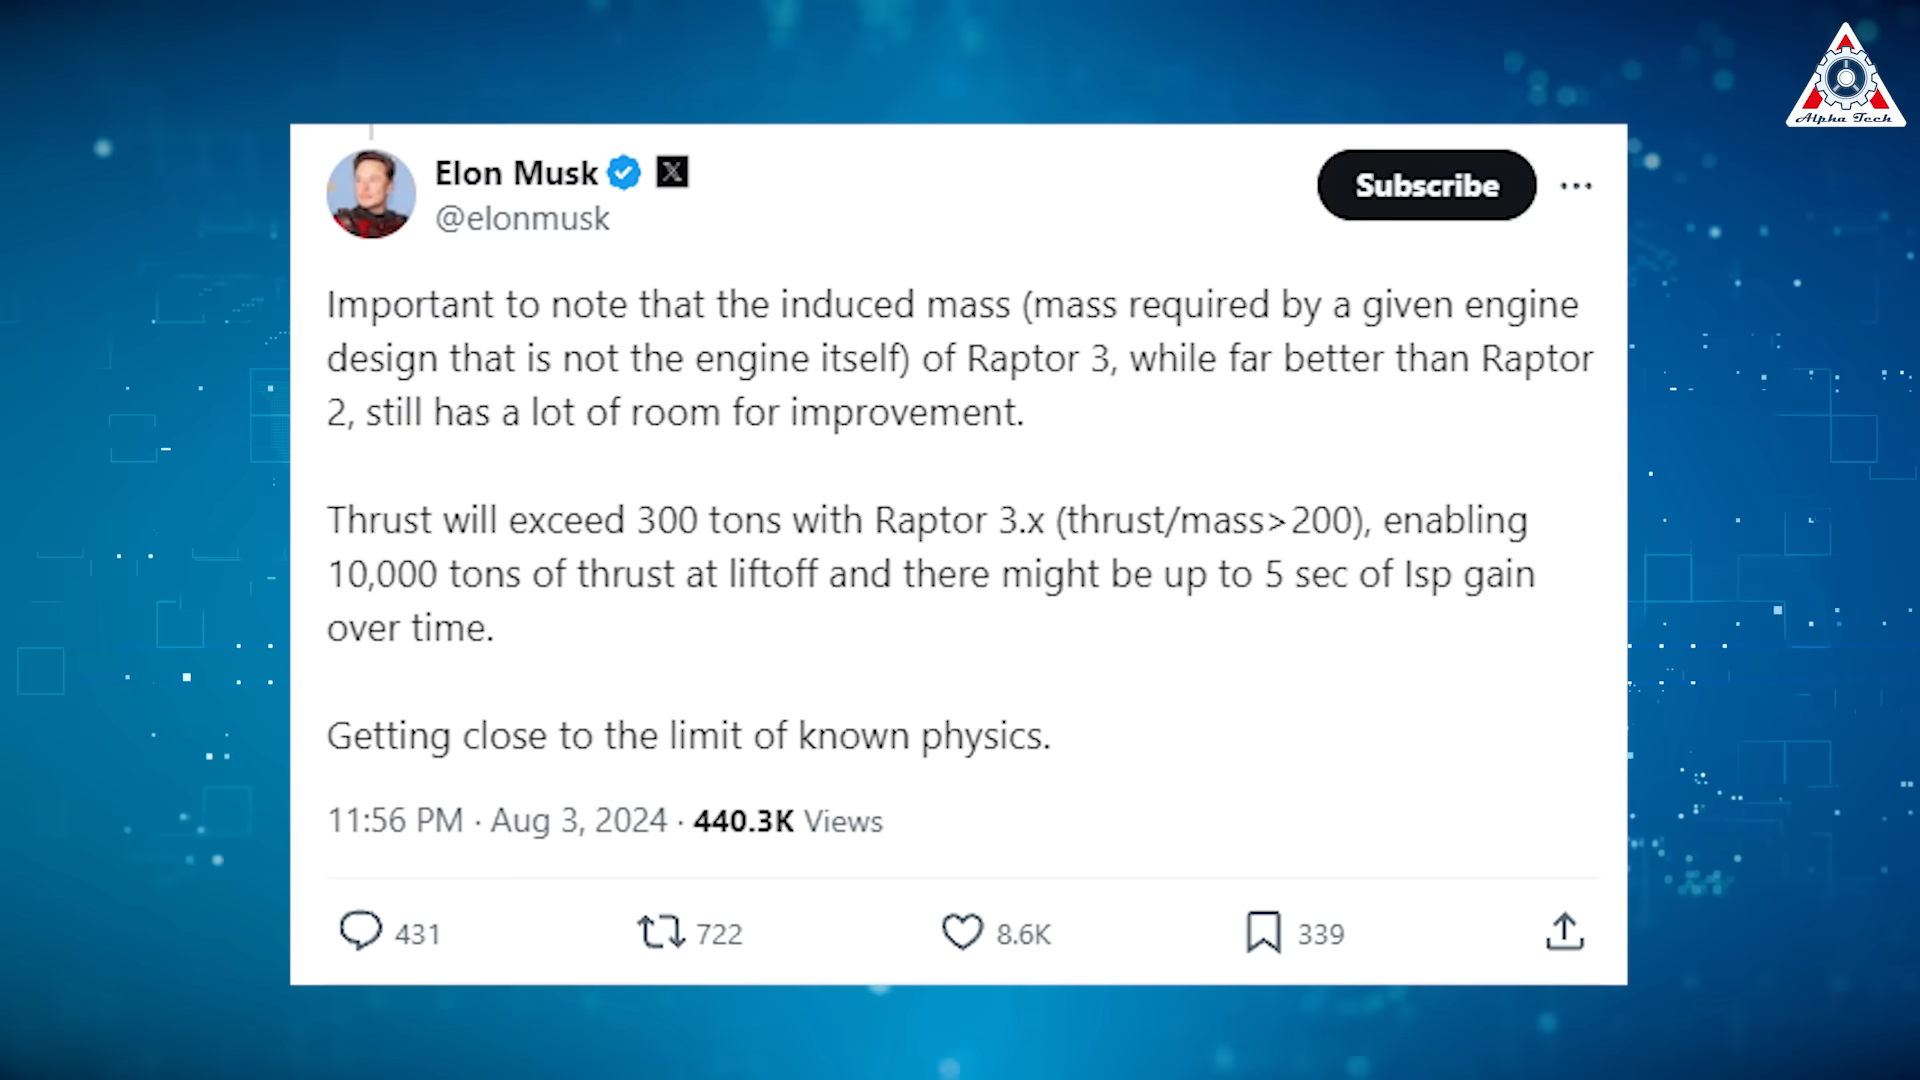 Alpha Tech
Elon Musk
@elonmusk
Subscribe
Important to note that the induced mass (mass required by a given engine
design that is not the engine itself) of Raptor 3, while far better than Raptor
2, still has a lot of room for improvement.
Thrust will exceed 300 tons with Raptor 3.x (thrust/mass>200), enabling
10,000 tons of thrust at liftoff and there might be up to 5 sec of Isp gain
over time.
Getting close to the limit of known physics.
11:56 PM · Aug 3, 2024 · 440.3K Views
431 722 8.6K 339